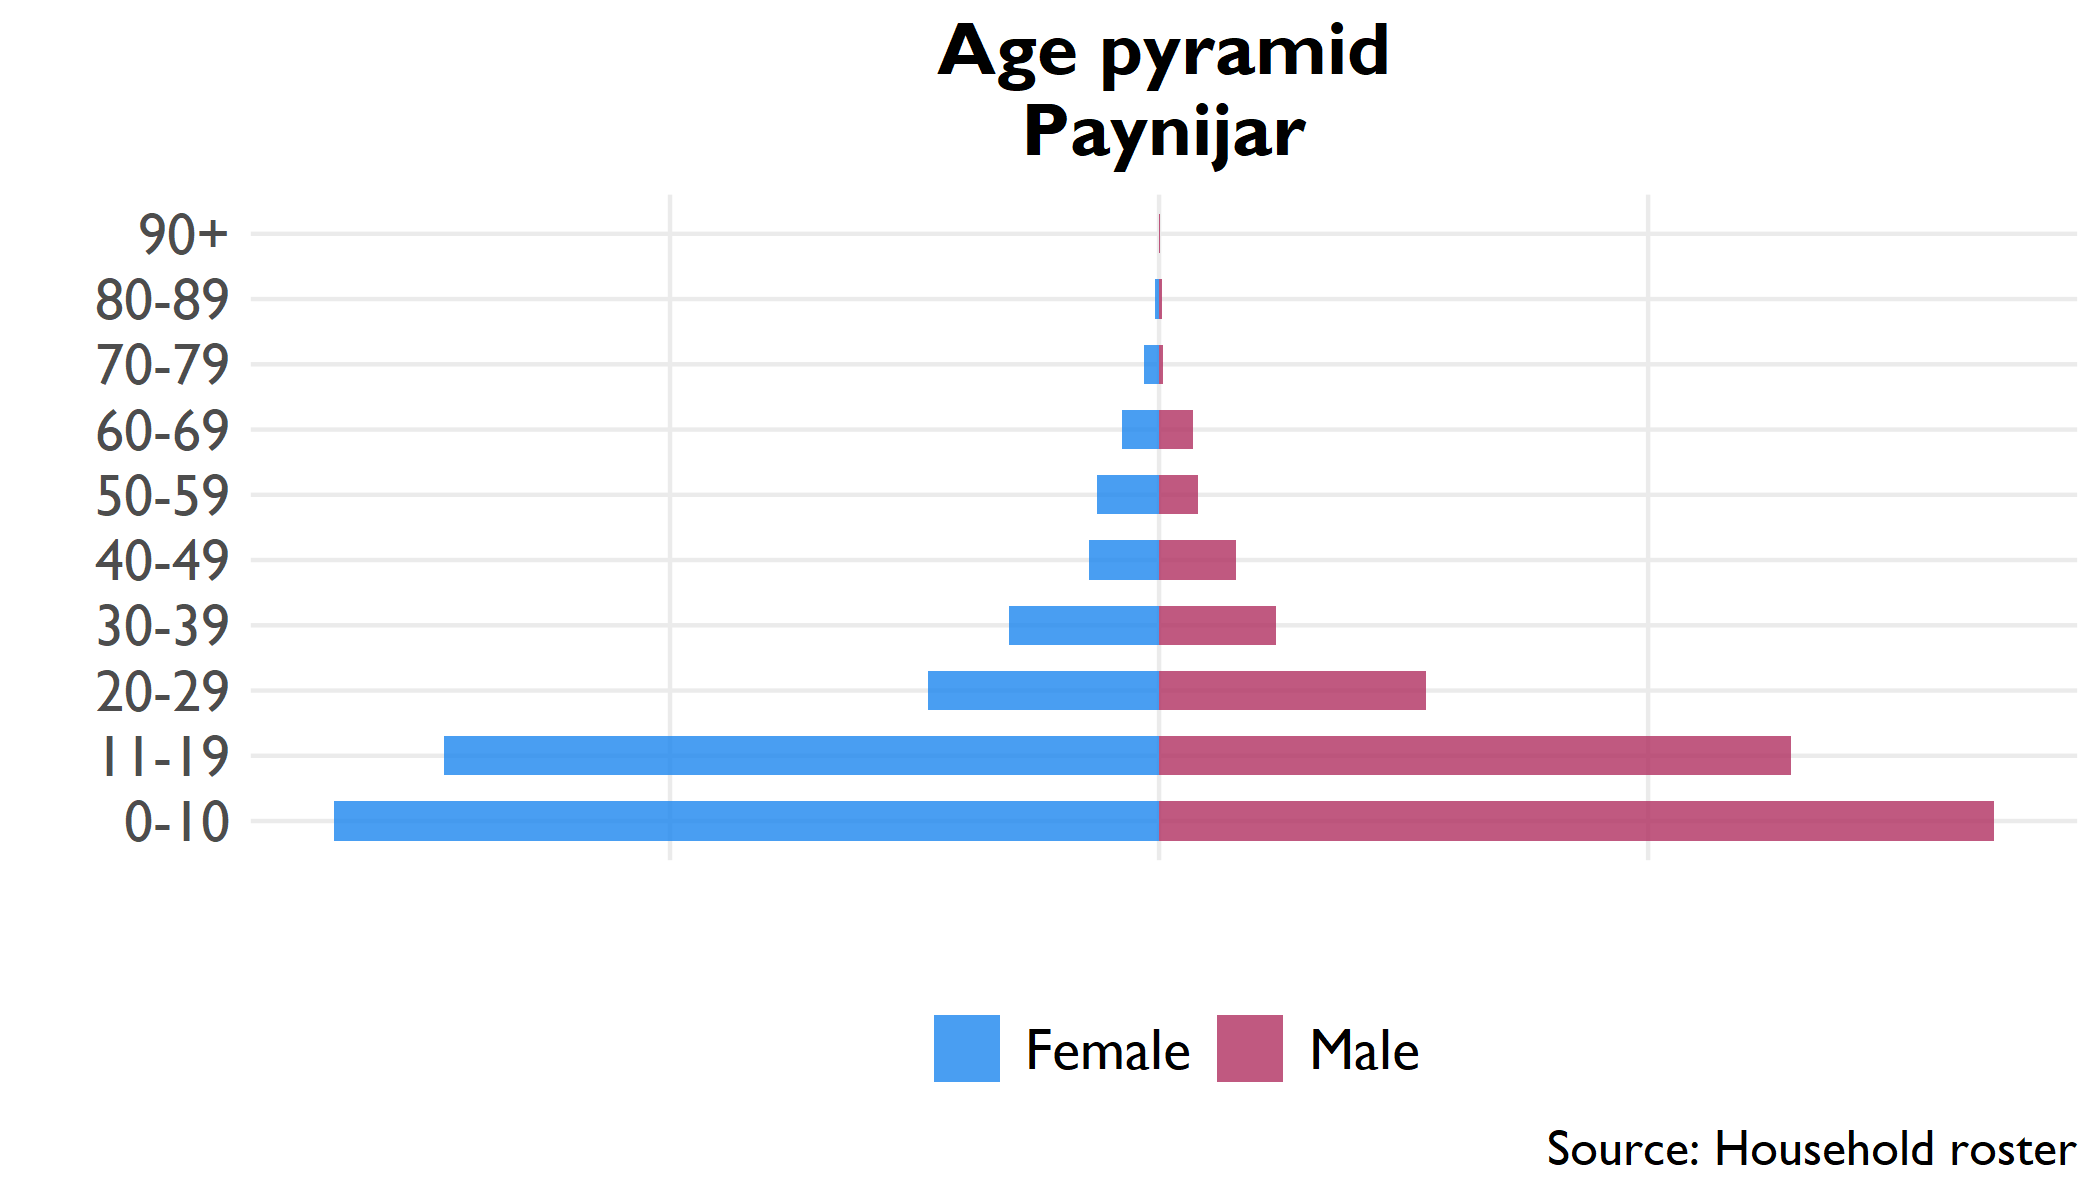 Age pyramid
Paynijar
90+
80-89
70-79
60-69
50-59
40-49
30-39
20-29
11-19
0-10
Female
Male
Source: Household roster